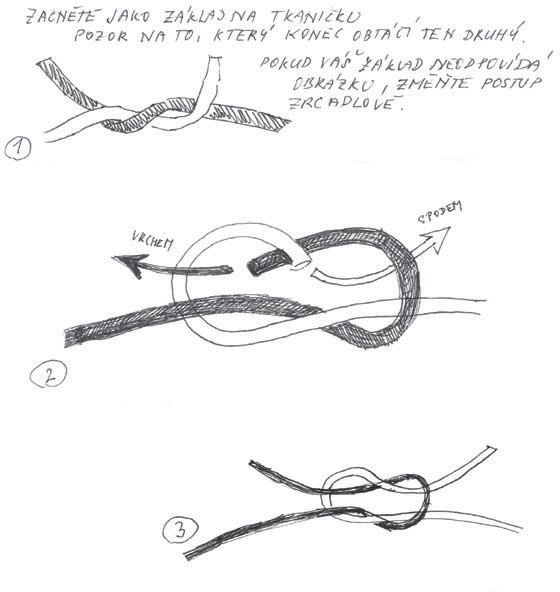 ZAČNĚTE JAKO ZÁKLAD NA TKANIČKU
POZOR NA TO, KTERÝ KONEC OBTÁČÍ TEN DRUHÝ.
POKUD VÁŠ ZÁKLAD NEODPOVÍDÁ
OBRÁZKU, ZMĚŇTE POSTUP
ZRCADLOVĚ.
1
VRCHEM
SPODEM
2
3